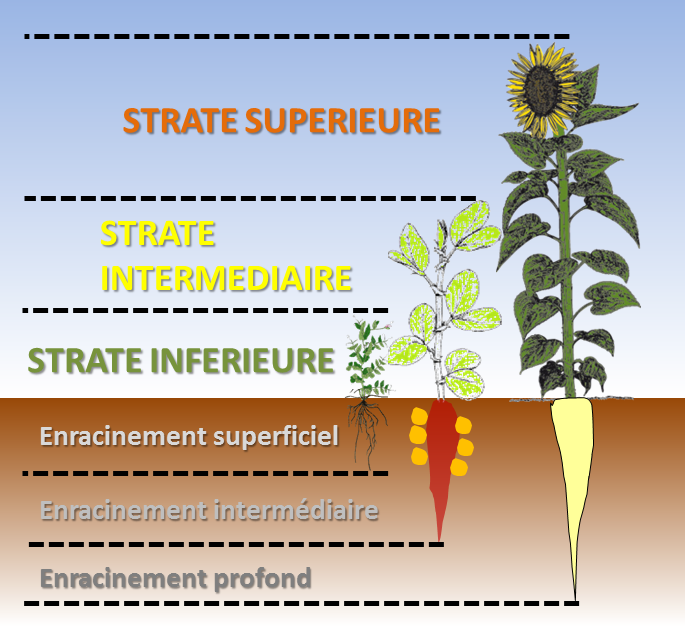 STRATE SUPERIEURE
STRATE
INTERMEDIAIRE
STRATE INFERIEURE
Enracinement superficiel
Enracinement intermédiaire
Enracinement profond